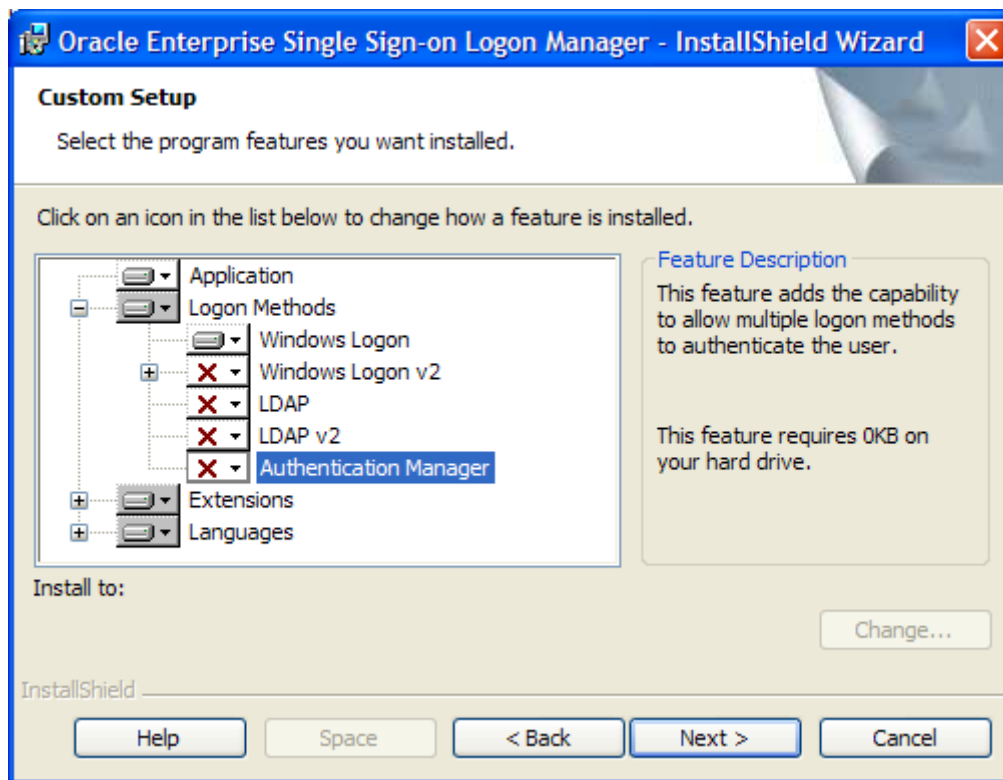 Oracle Enterprise Single Sign-on Logon Manager - InstallShield Wizard
Custom Setup
Select the program features you want installed.
Click on an icon in the list below to change how a feature is installed.
Application
Logon Methods
Windows Logon
Windows Logon v2
LDAP
LDAP v2
Authentication Manager
Extensions
Languages
Feature Description
This feature adds the capability
to allow multiple logon methods
to authenticate the user.
This feature requires 0KB on
your hard drive.
Install to:
Change...
InstallShield
Help
Space
< Back
Next >
Cancel